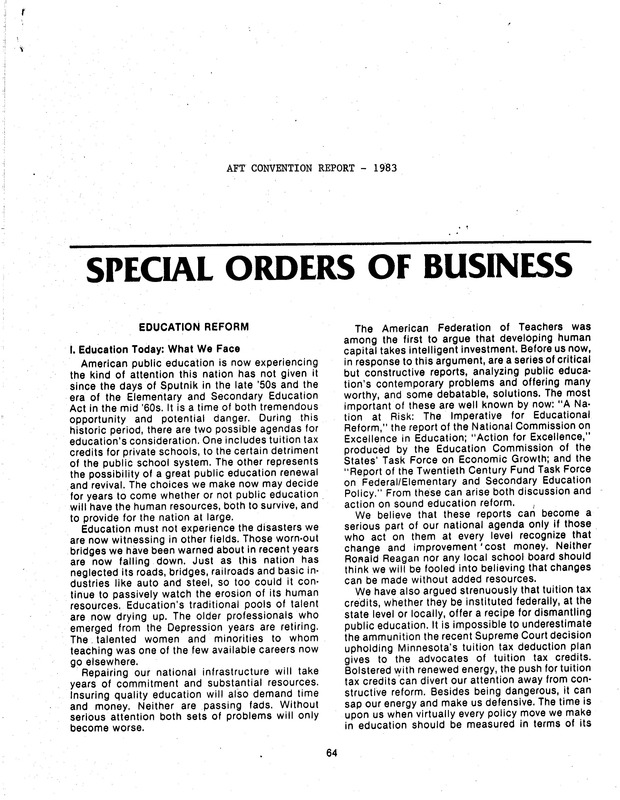 AFT CONVENTION REPORT - 1983
SPECIAL ORDERS OF BUSINESS
EDUCATION REFORM
I. Education Today: What We Face
American public education is now experiencing
the kind of attention this nation has not given it
since the days of Sputnik in the late '50s and the
era of the Elementary and Secondary Education
Act in the mid '60s. It is a time of both tremendous
opportunity and potential danger. During this
historic period, there are two possible agendas for
education's consideration. One includes tuition tax
credits for private schools, to the certain detriment
of the public school system. The other represents
the possibility of a great public education renewal
and revival. The choices we make now may decide
for years to come whether or not public education
will have the human resources, both to survive, and
to provide for the nation at large.
Education must not experience the disasters we
are now witnessing in other fields. Those worn-out
bridges we have been warned about in recent years
are now falling down. Just as this nation has
neglected its roads, bridges, railroads and basic in-
dustries like auto and steel, so too could it con-
tinue to passively watch the erosion of its human
resources. Education's traditional pools of talent
are now drying up. The older professionals who
emerged from the Depression years are retiring.
The talented women and minorities to whom
teaching was one of the few available careers now
go elsewhere.
Repairing our national infrastructure will take
years of commitment and substantial resources.
Insuring quality education will also demand time
and money. Neither are passing fads. Without
serious attention both sets of problems will only
become worse.
The American Federation of Teachers was
among the first to argue that developing human
capital takes intelligent investment. Before us now,
in response to this argument, are a series of critical
but constructive reports, analyzing public educa-
tion's contemporary problems and offering many
worthy, and some debatable, solutions. The most
important of these are well known by now: "A Na-
tion at Risk: The Imperative for Educational
Reform," the report of the National Commission on
Excellence in Education; "Action for Excellence,"
produced by the Education Commission of the
States' Task Force on Economic Growth; and the
"Report of the Twentieth Century Fund Task Force
on Federal/Elementary and Secondary Education
Policy." From these can arise both discussion and
action on sound education reform.
We believe that these reports can become a
serious part of our national agenda only if those
who act on them at every level recognize that
change and improvement cost money. Neither
Ronald Reagan nor any local school board should
think we will be fooled into believing that changes
can be made without added resources.
We have also argued strenuously that tuition tax
credits, whether they be instituted federally, at the
state level or locally, offer a recipe for dismantling
public education. It is impossible to underestimate
the ammunition the recent Supreme Court decision
upholding Minnesota's tuition tax deduction plan
gives to the advocates of tuition tax credits.
Bolstered with renewed energy, the push for tuition
tax credits can divert our attention away from con-
structive reform. Besides being dangerous, it can
sap our energy and make us defensive. The time is
upon us when virtually every policy move we make
in education should be measured in terms of its
64